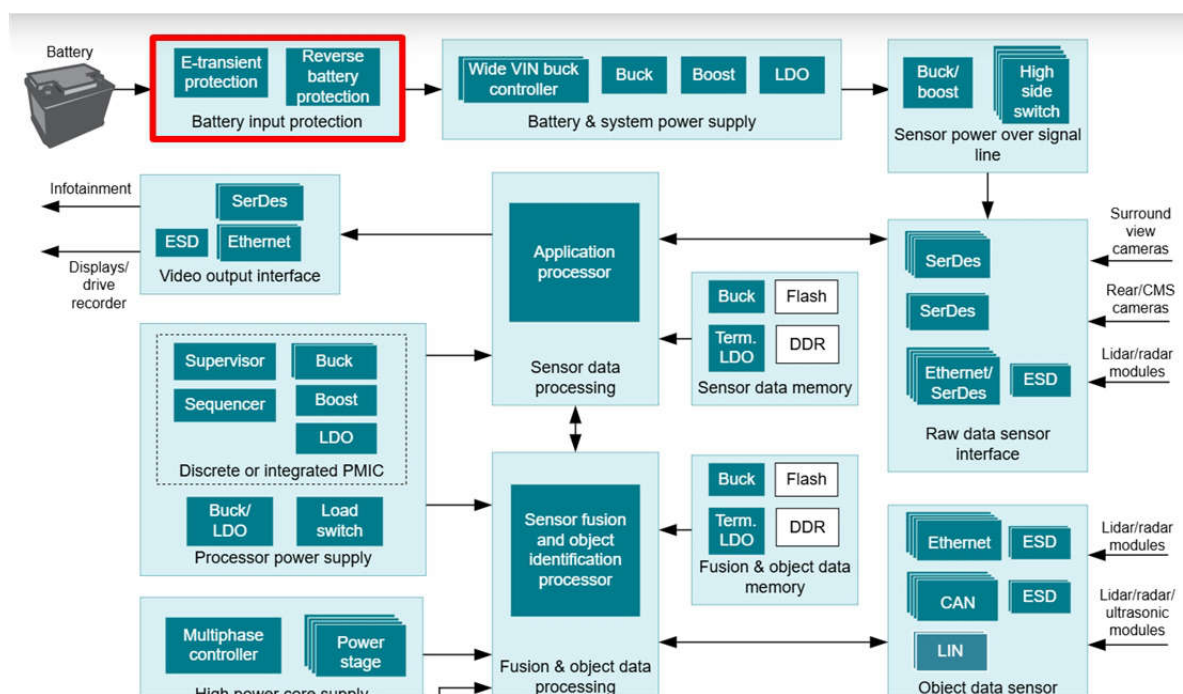 Battery
E-transient
protection
Reverse
battery
protection
Battery input protection
Wide VIN buck
controller
Buck
Boost
LDO
Battery & system power supply
Buck/
boost
High
side
switch
Sensor power over signal
line
Infotainment
Displays/
drive
recorder
SerDes
ESD
Ethernet
Video output interface
Application
processor
Sensor data
processing
Buck
Flash
Term.
LDO
DDR
Sensor data memory
SerDes
SerDes
Ethernet/
SerDes
ESD
Raw data sensor
interface
Surround
view
cameras
Rear/CMS
cameras
Lidar/radar
modules
Supervisor
Buck
Sequencer
Boost
LDO
Discrete or integrated PMIC
Buck/
LDO
Load
switch
Processor power supply
Sensor fusion
and object
identification
processor
Fusion & object data
processing
Buck
Flash
Term.
LDO
DDR
Fusion & object data
memory
Ethernet
ESD
CAN
ESD
LIN
Object data sensor
Lidar/radar
modules
Lidar/radar/
ultrasonic
modules
Multiphase
controller
Power
stage
High power core supply